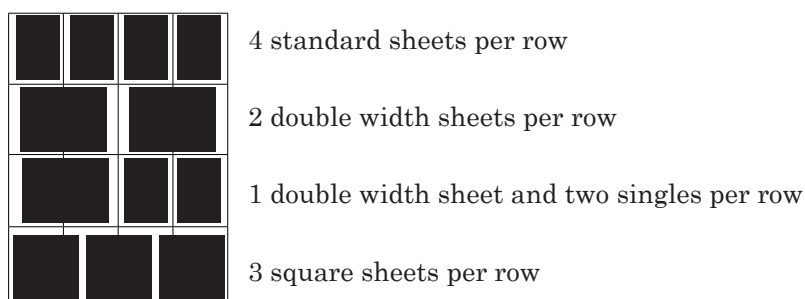 4 standard sheets per row
2 double width sheets per row
1 double width sheet and two singles per row
3 square sheets per row